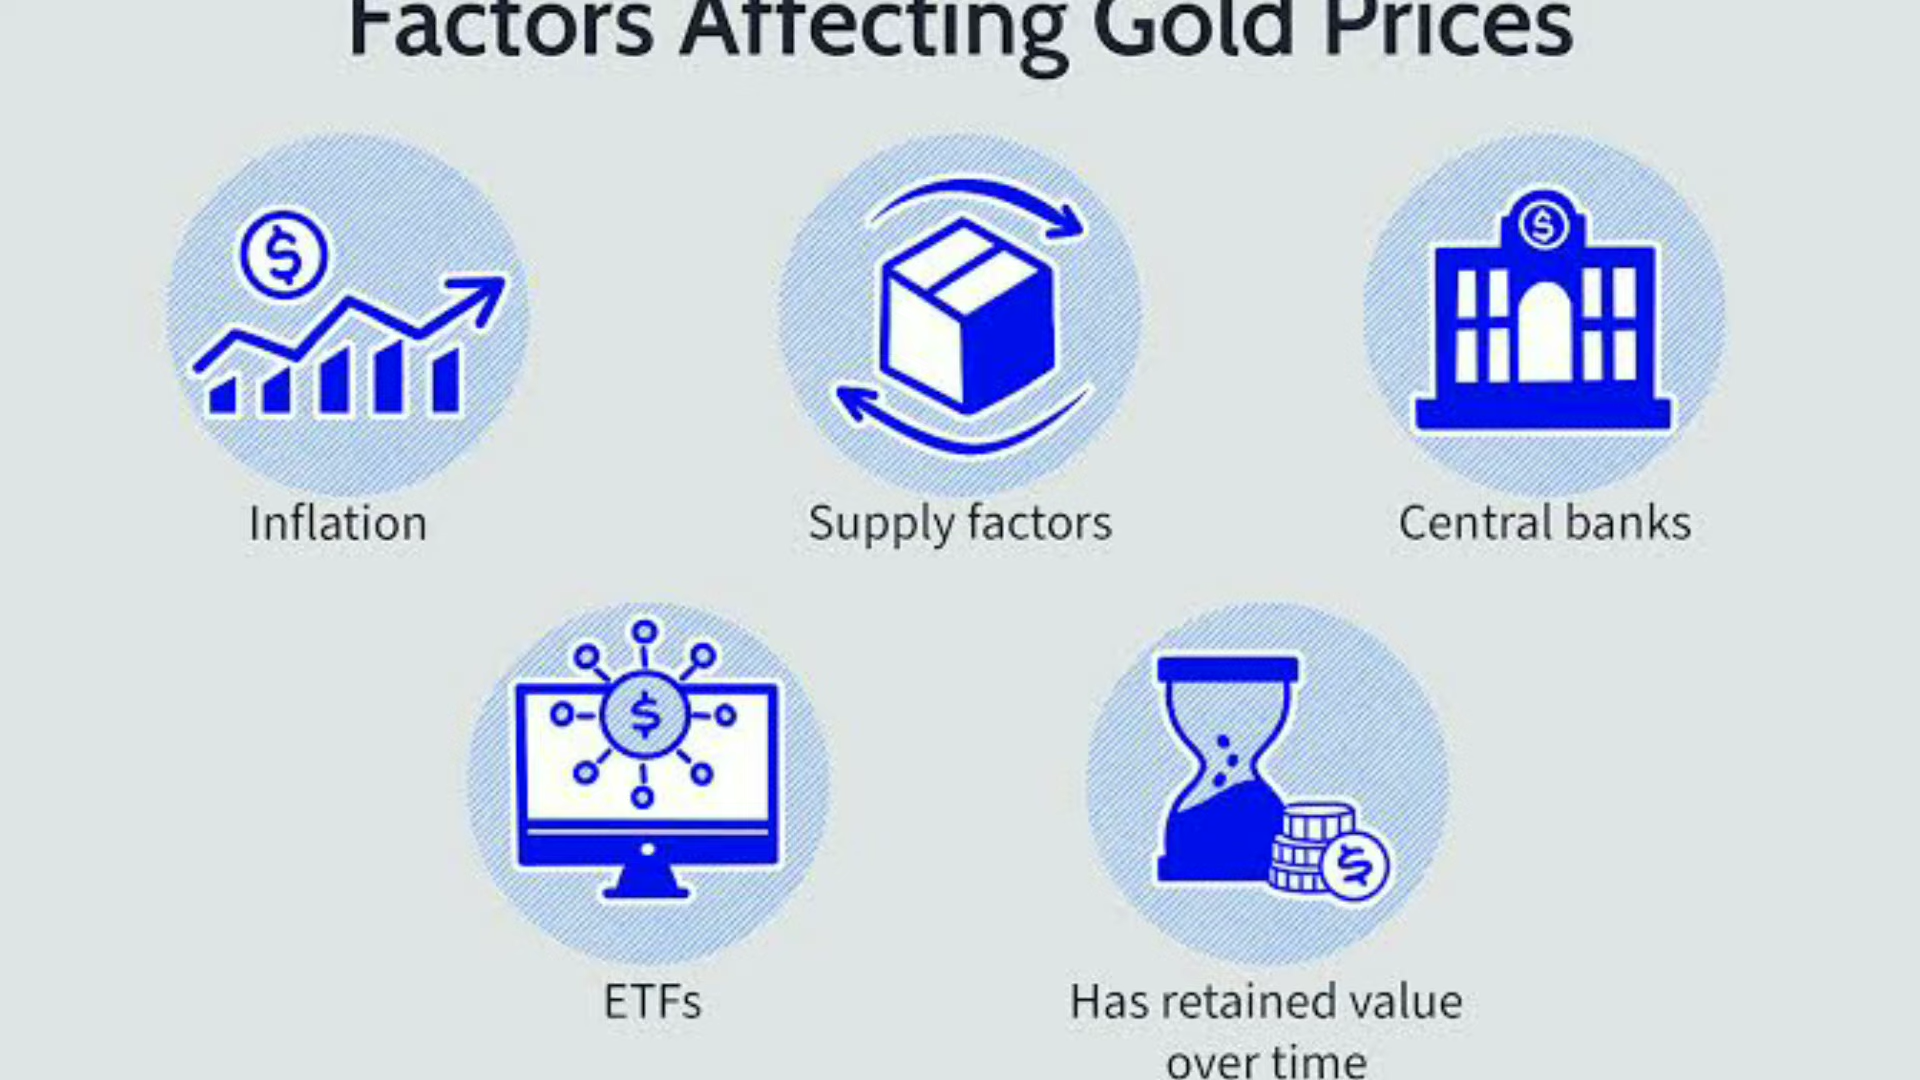 Factors Affecting Gold Prices
$
$
Inflation
Supply factors
Central banks
$
$
ETFs
Has retained value
over time